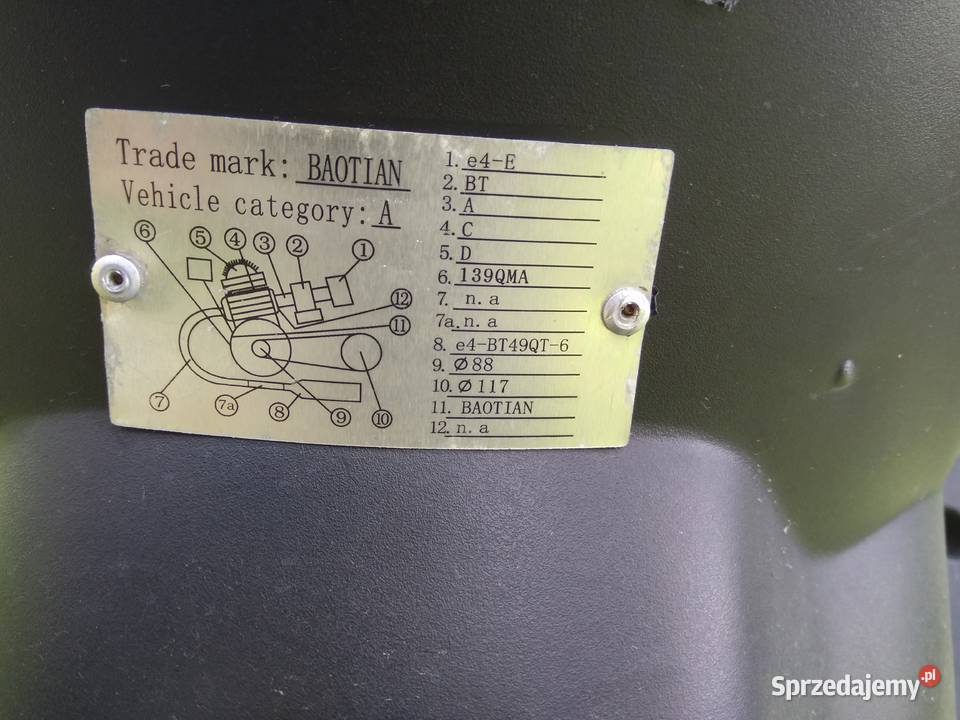 Trade mark: BAOTIAN
Vehicle category: A
⑥ ⑤ ④ ③ ② ①
⑫
⑪
⑦ 7a ⑧ ⑨ ⑩
1. e4-E
2. BT
3. A
4. C
5. D
6. 139QMA
7. n.a
7a. n.a
8. e4-BT49QT-6
9. Ø88
10. Ø117
11. BAOTIAN
12. n.a
Sprzedajemy.pl